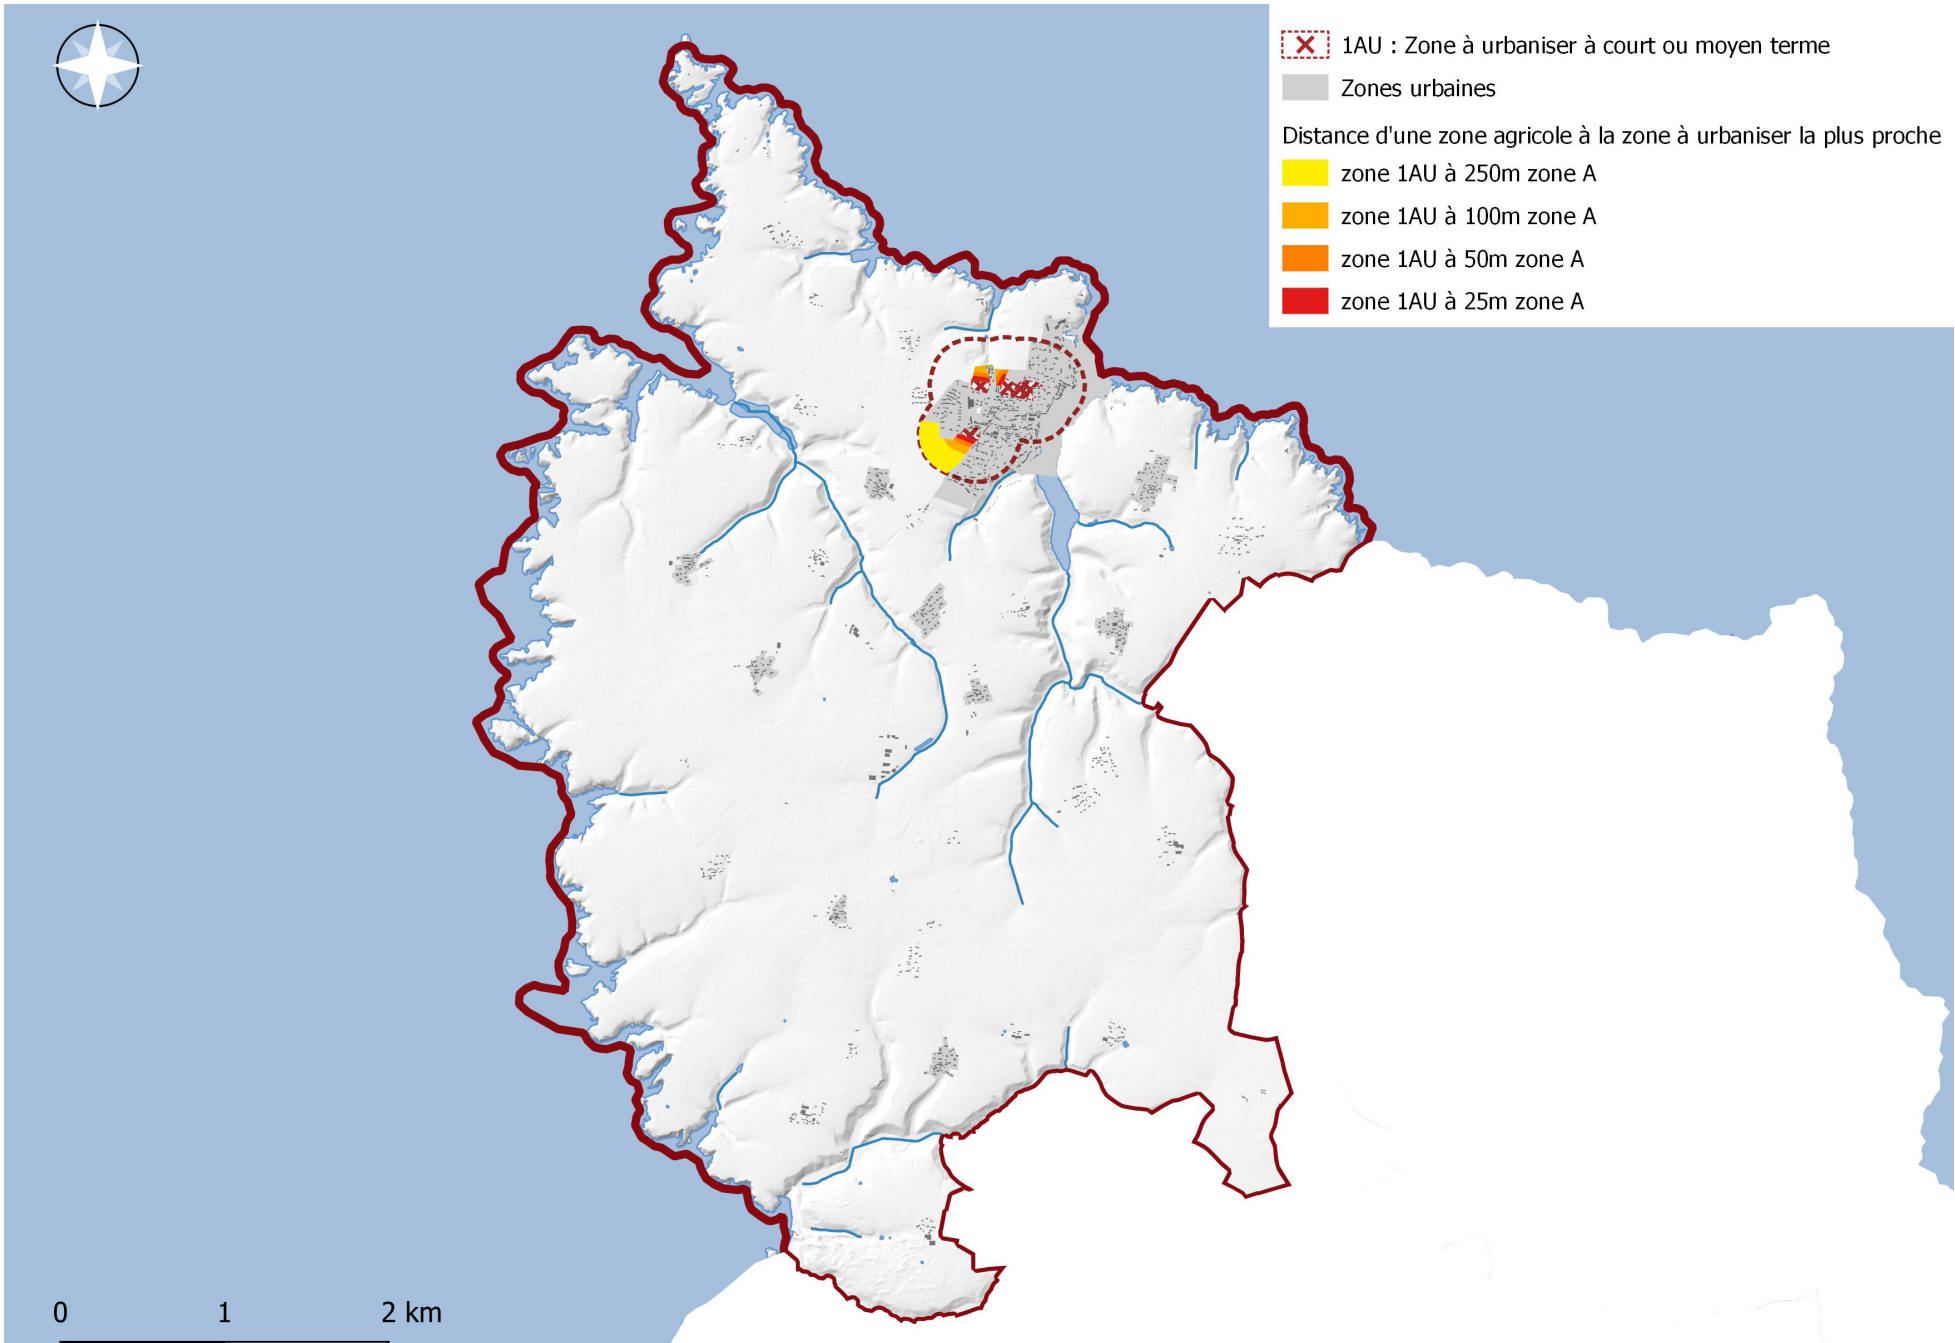 1AU : Zone à urbaniser à court ou moyen terme
Zones urbaines
Distance d'une zone agricole à la zone à urbaniser la plus proche
zone 1AU à 250m zone A
zone 1AU à 100m zone A
zone 1AU à 50m zone A
zone 1AU à 25m zone A
0 1 2 km